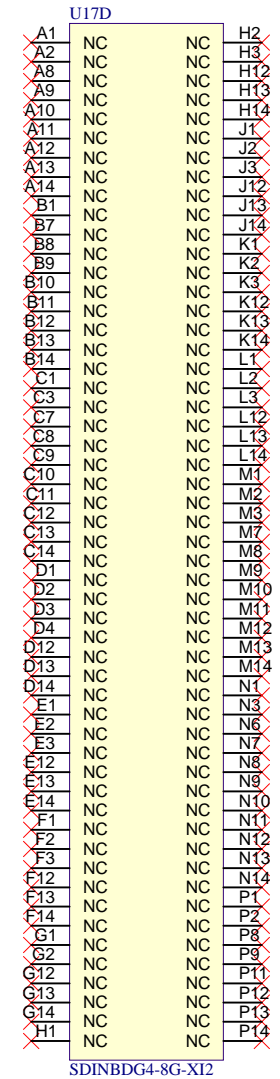 U17D
A1 NC NC H2
A2 NC NC H3
A8 NC NC H12
A9 NC NC H13
A10 NC NC H14
A11 NC NC J1
A12 NC NC J2
A13 NC NC J3
A14 NC NC J12
B1 NC NC J13
B7 NC NC J14
B8 NC NC K1
B9 NC NC K2
B10 NC NC K3
B11 NC NC K12
B12 NC NC K13
B13 NC NC K14
B14 NC NC L1
C1 NC NC L2
C3 NC NC L3
C7 NC NC L12
C8 NC NC L13
C9 NC NC L14
C10 NC NC M1
C11 NC NC M2
C12 NC NC M3
C13 NC NC M7
C14 NC NC M8
D1 NC NC M9
D2 NC NC M10
D3 NC NC M11
D4 NC NC M12
D12 NC NC M13
D13 NC NC M14
D14 NC NC N1
E1 NC NC N3
E2 NC NC N6
E3 NC NC N7
E12 NC NC N8
E13 NC NC N9
E14 NC NC N10
F1 NC NC N11
F2 NC NC N12
F3 NC NC N13
F12 NC NC N14
F13 NC NC P1
F14 NC NC P2
G1 NC NC P8
G2 NC NC P9
G12 NC NC P11
G13 NC NC P12
G14 NC NC P13
H1 NC NC P14
SDINBDG4-8G-XI2